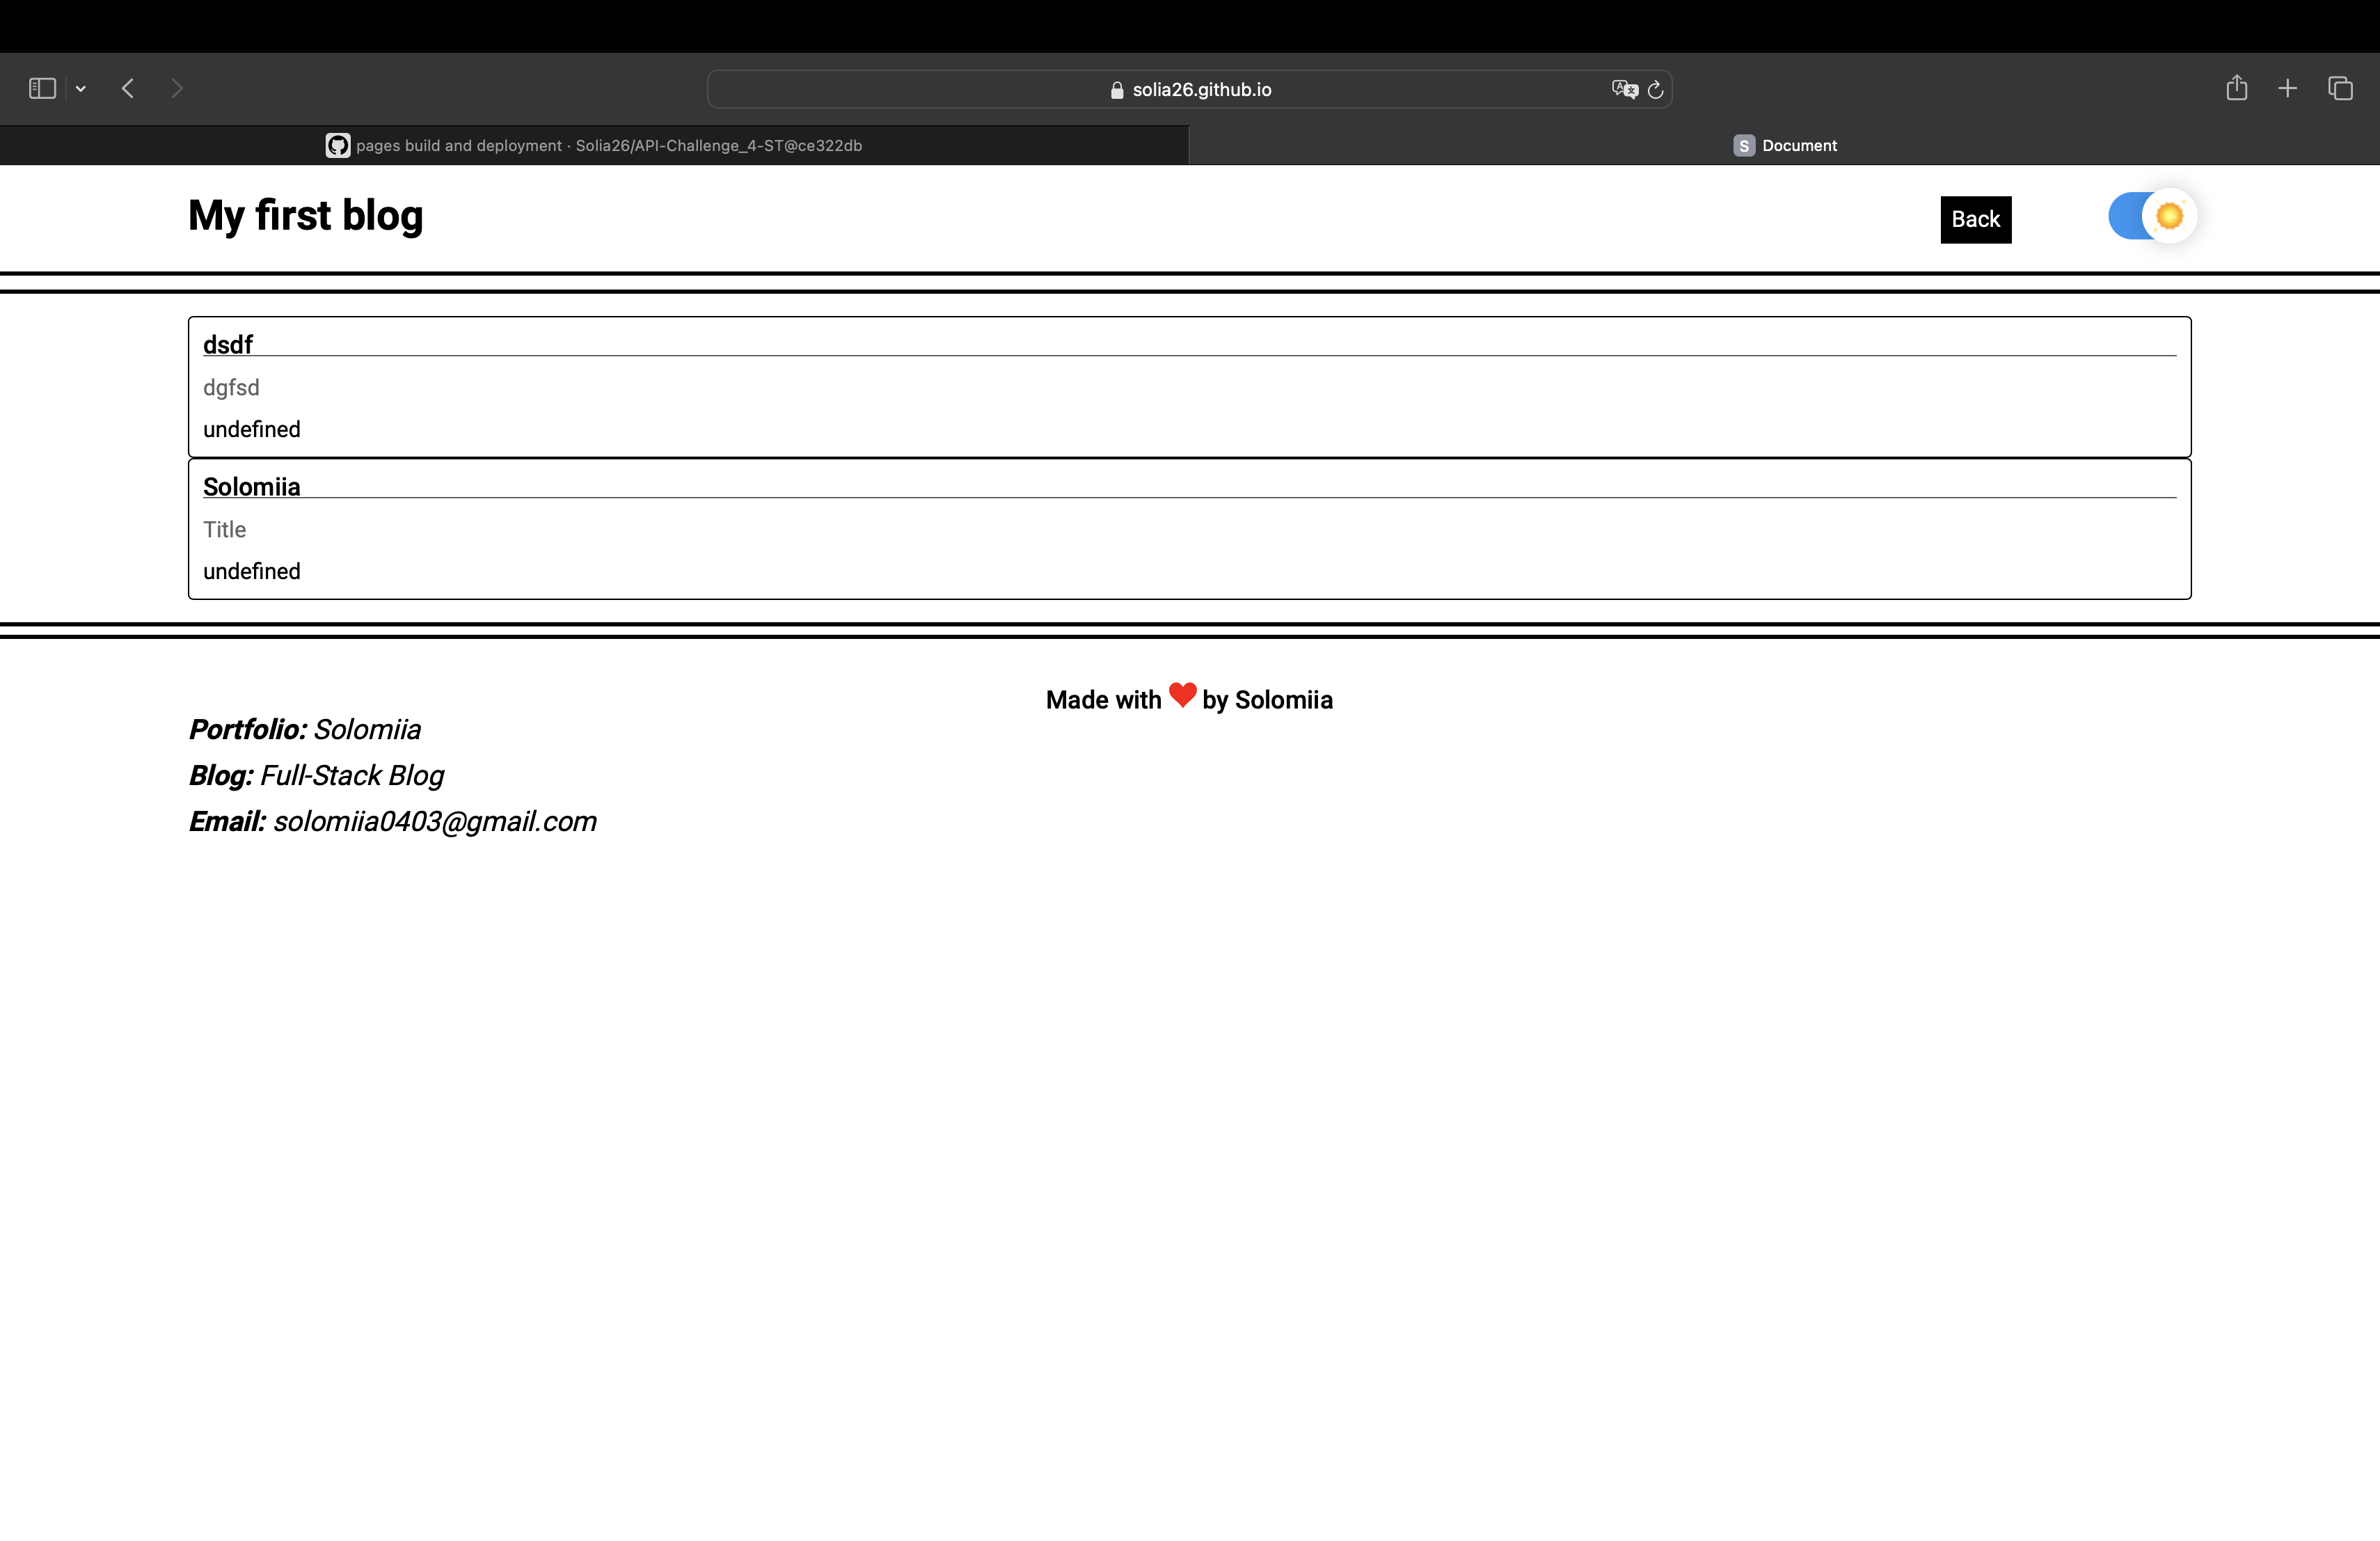 solia26.github.io
pages build and deployment · Solia26/API-Challenge_4-ST@ce322db
S Document
My first blog
Back
dsdf
dgfsd
undefined
Solomiia
Title
undefined
Made with ❤️ by Solomiia
Portfolio: Solomiia
Blog: Full-Stack Blog
Email: solomiia0403@gmail.com